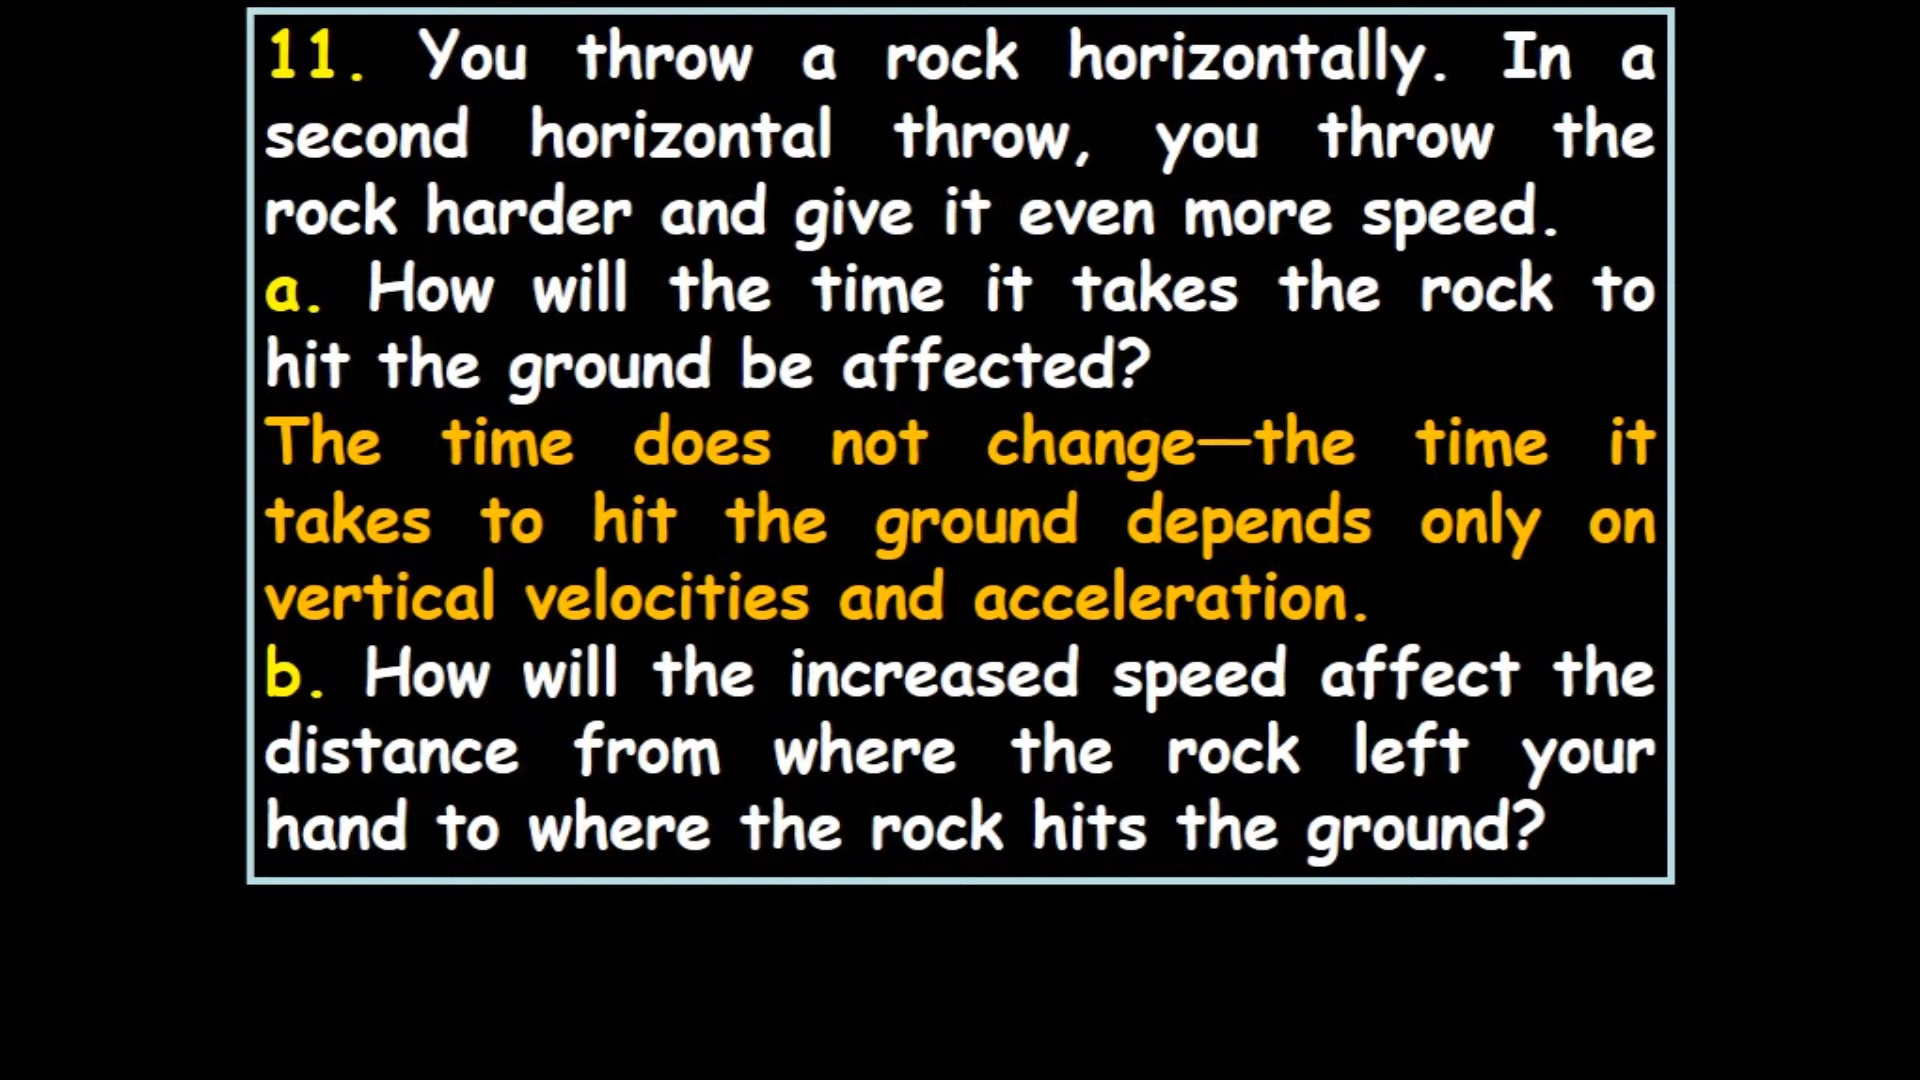 11. You throw a rock horizontally. In a
second horizontal throw, you throw the
rock harder and give it even more speed.
a. How will the time it takes the rock to
hit the ground be affected?
The time does not change—the time it
takes to hit the ground depends only on
vertical velocities and acceleration.
b. How will the increased speed affect the
distance from where the rock left your
hand to where the rock hits the ground?